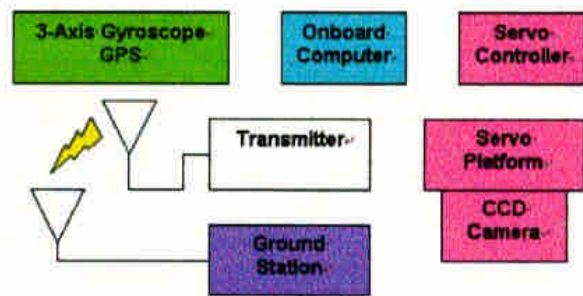 3-Axis Gyroscope
GPS
Onboard
Computer
Servo
Controller
Transmitter
Servo
Platform
CCD
Camera
Ground
Station